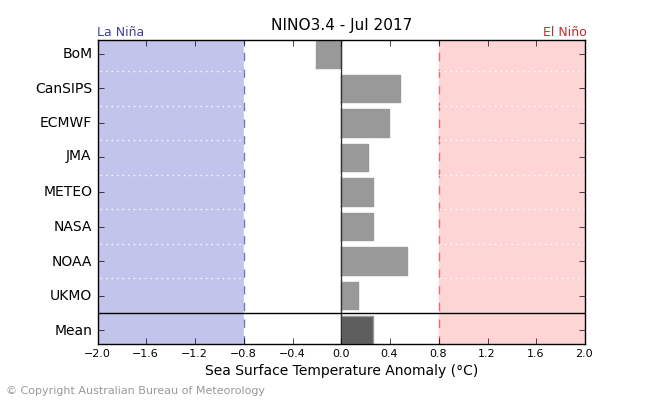 NINO3.4 - Jul 2017
La Niña
El Niño
BoM
CanSIPS
ECMWF
JMA
METEO
NASA
NOAA
UKMO
Mean
−2.0 −1.6 −1.2 −0.8 −0.4 0.0 0.4 0.8 1.2 1.6 2.0
Sea Surface Temperature Anomaly (°C)
© Copyright Australian Bureau of Meteorology